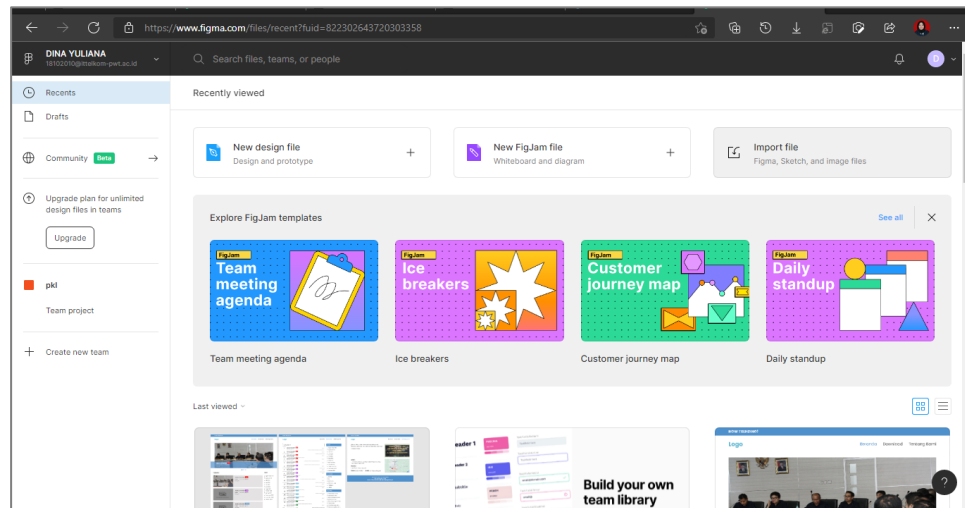 https://www.figma.com/files/recent?fuid=822302643720303358
DINA YULIANA
18102010@ittelkom-pwt.ac.id
Search files, teams, or people
D
Recents
Drafts
Community Beta
Upgrade plan for unlimited
design files in teams
Upgrade
pkl
Team project
Create new team
Recently viewed
New design file
Design and prototype
New FigJam file
Whiteboard and diagram
Import file
Figma, Sketch, and image files
Explore FigJam templates
See all
FigJam
Team
meeting
agenda
FigJam
Ice
breakers
FigJam
Customer
journey map
FigJam
Daily
standup
Team meeting agenda
Ice breakers
Customer journey map
Daily standup
Last viewed
Build your own
team library
Logo
Beranda Download Tentang Kami
?